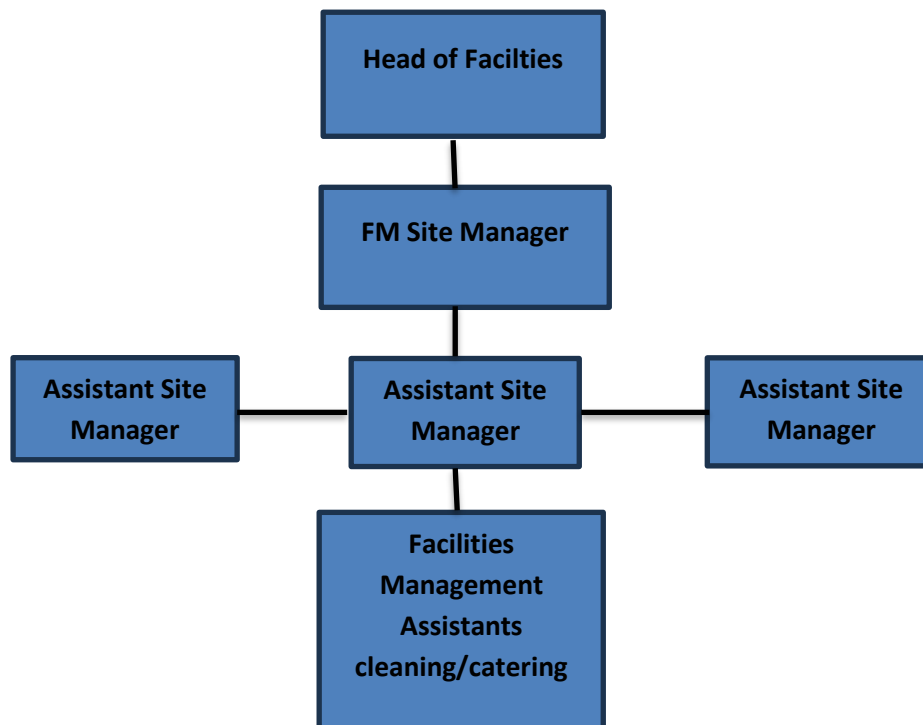 Head of Facilties
FM Site Manager
Assistant Site
Manager
Assistant Site
Manager
Assistant Site
Manager
Facilities
Management
Assistants
cleaning/catering